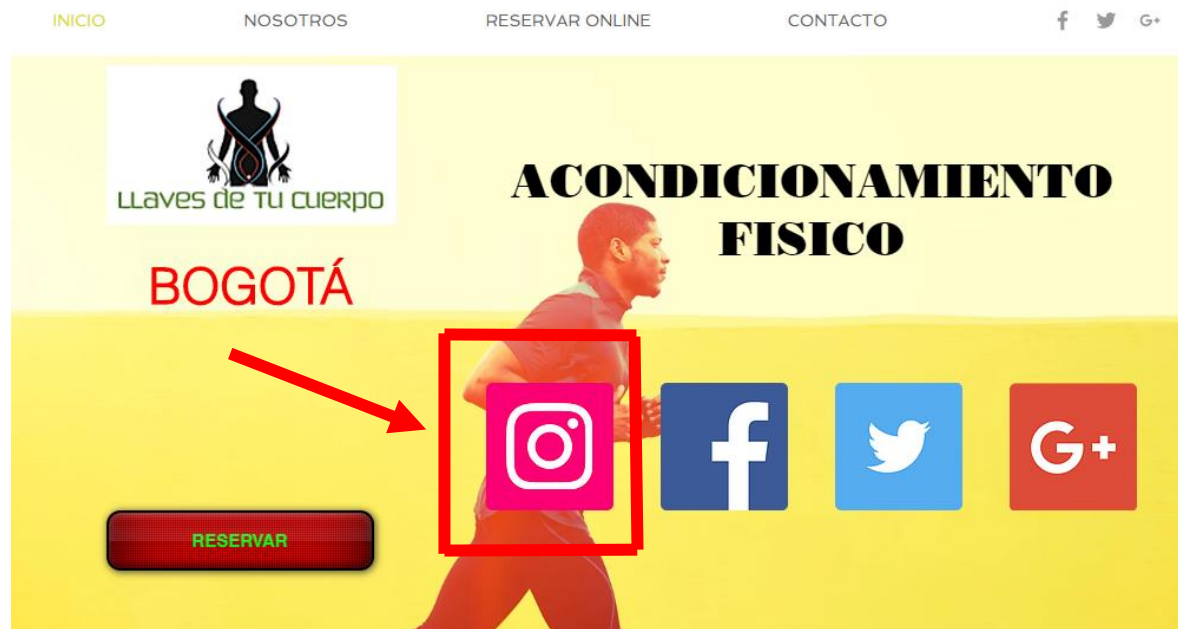 INICIO NOSOTROS RESERVAR ONLINE CONTACTO f G+
LLAVES DE TU CUERPO
ACONDICIONAMIENTO
FISICO
BOGOTÁ
f G+
RESERVAR